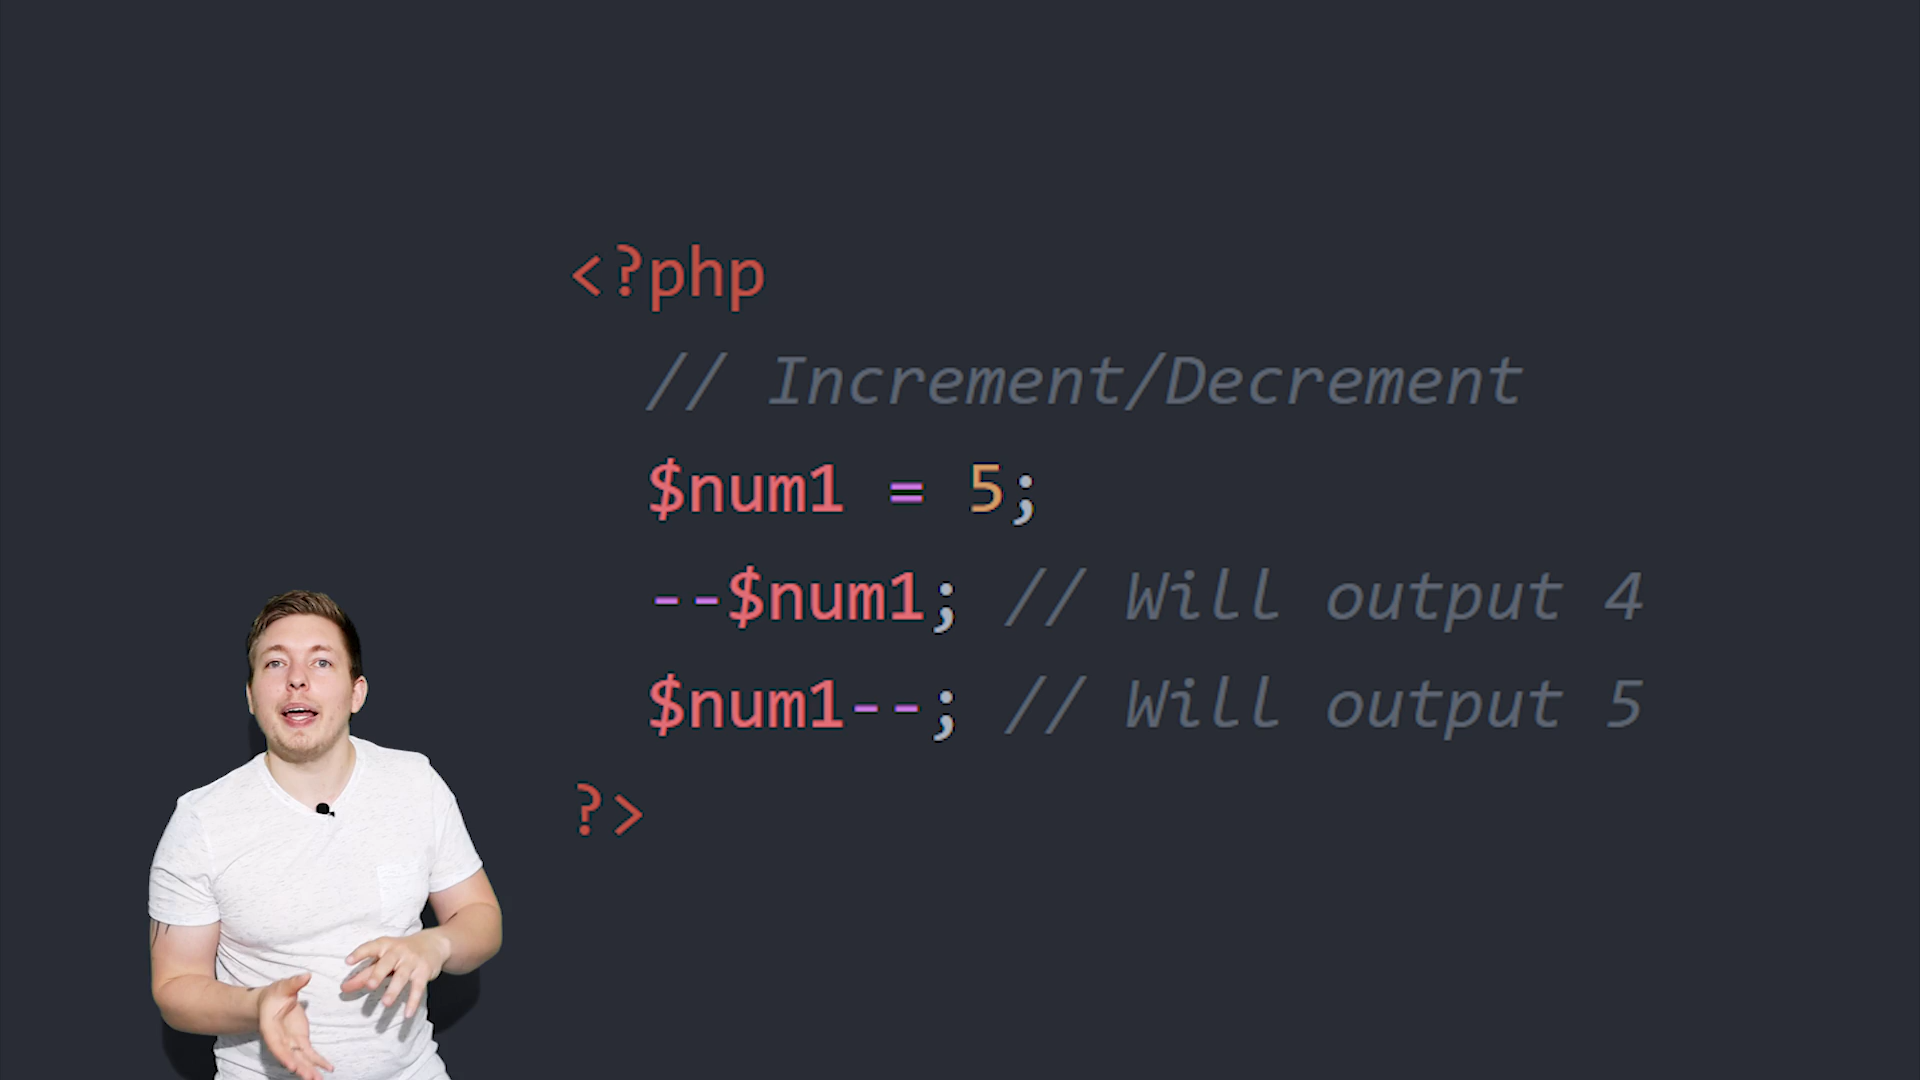 <?php
// Increment/Decrement
$num1 = 5;
--$num1; // Will output 4
$num1--; // Will output 5
?>